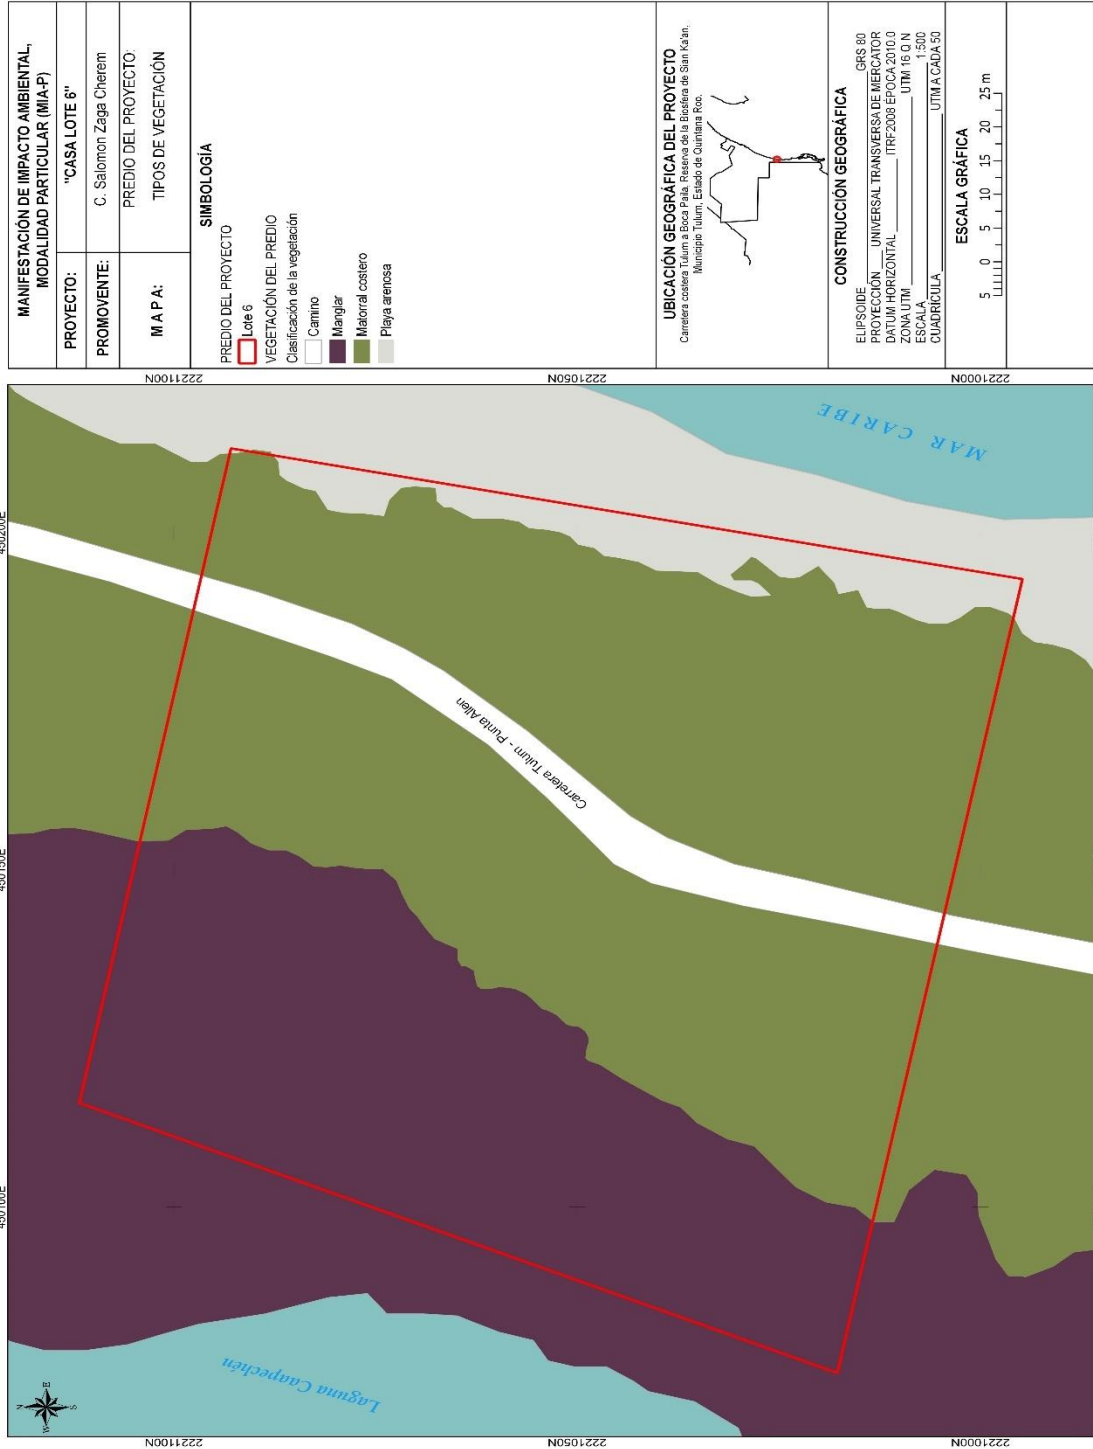 MANIFESTACIÓN DE IMPACTO AMBIENTAL,
MODALIDAD PARTICULAR (MIA-P)
PROYECTO: "CASA LOTE 6"
PROMOVENTE: C. Salomon Zaga Cherem
M A P A: PREDIO DEL PROYECTO:
TIPOS DE VEGETACIÓN
SIMBOLOGÍA
PREDIO DEL PROYECTO
Lote 6
VEGETACIÓN DEL PREDIO
Clasificación de la vegetación
Camino
Manglar
Matorral costero
Playa arenosa
UBICACIÓN GEOGRÁFICA DEL PROYECTO
Carretera costera Tulum a Boca Paila, Reserva de la Biosfera de Sian Ka'an,
Municipio Tulum, Estado de Quintana Roo.
CONSTRUCCIÓN GEOGRÁFICA
ELIPSOIDE GRS 80
PROYECCIÓN UNIVERSAL TRANSVERSA DE MERCATOR
DATUM HORIZONTAL ITRF2008 ÉPOCA 2010.0
ZONA UTM UTM 16 Q N
ESCALA 1:500
CUADRÍCULA UTM A CADA 50
ESCALA GRÁFICA
5 0 5 10 15 20 25 m
2221100N
2221050N
2221000N
450200E
450150E
450100E
MAR CARIBE
Carretera Tulum - Punta Allen
Laguna Caapechén
N
E
S
W
2221100N
2221050N
2221000N